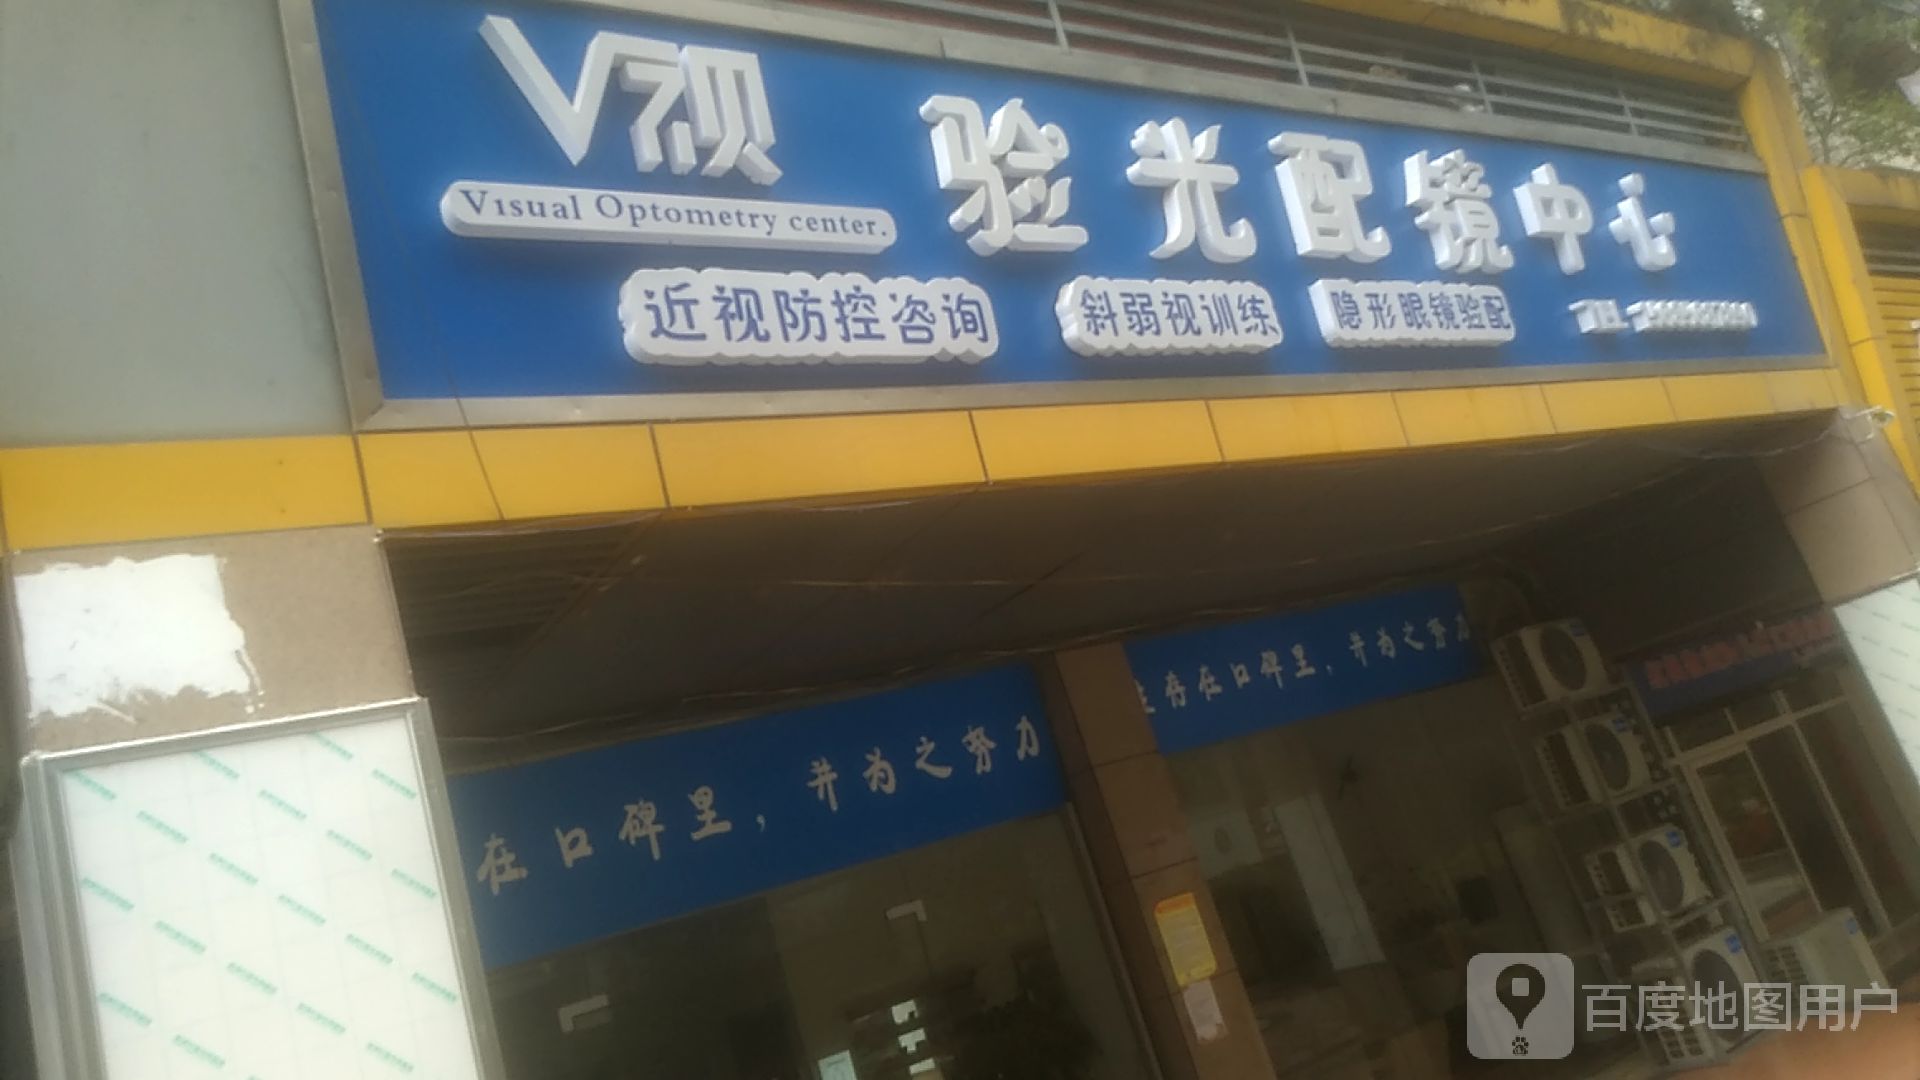 V视 验光配镜中心
Visual Optometry center.
近视防控咨询 斜弱视训练 隐形眼镜验配 TEL
在口碑里，并为之努力
存在口碑里，并为之努力
百度地图用户